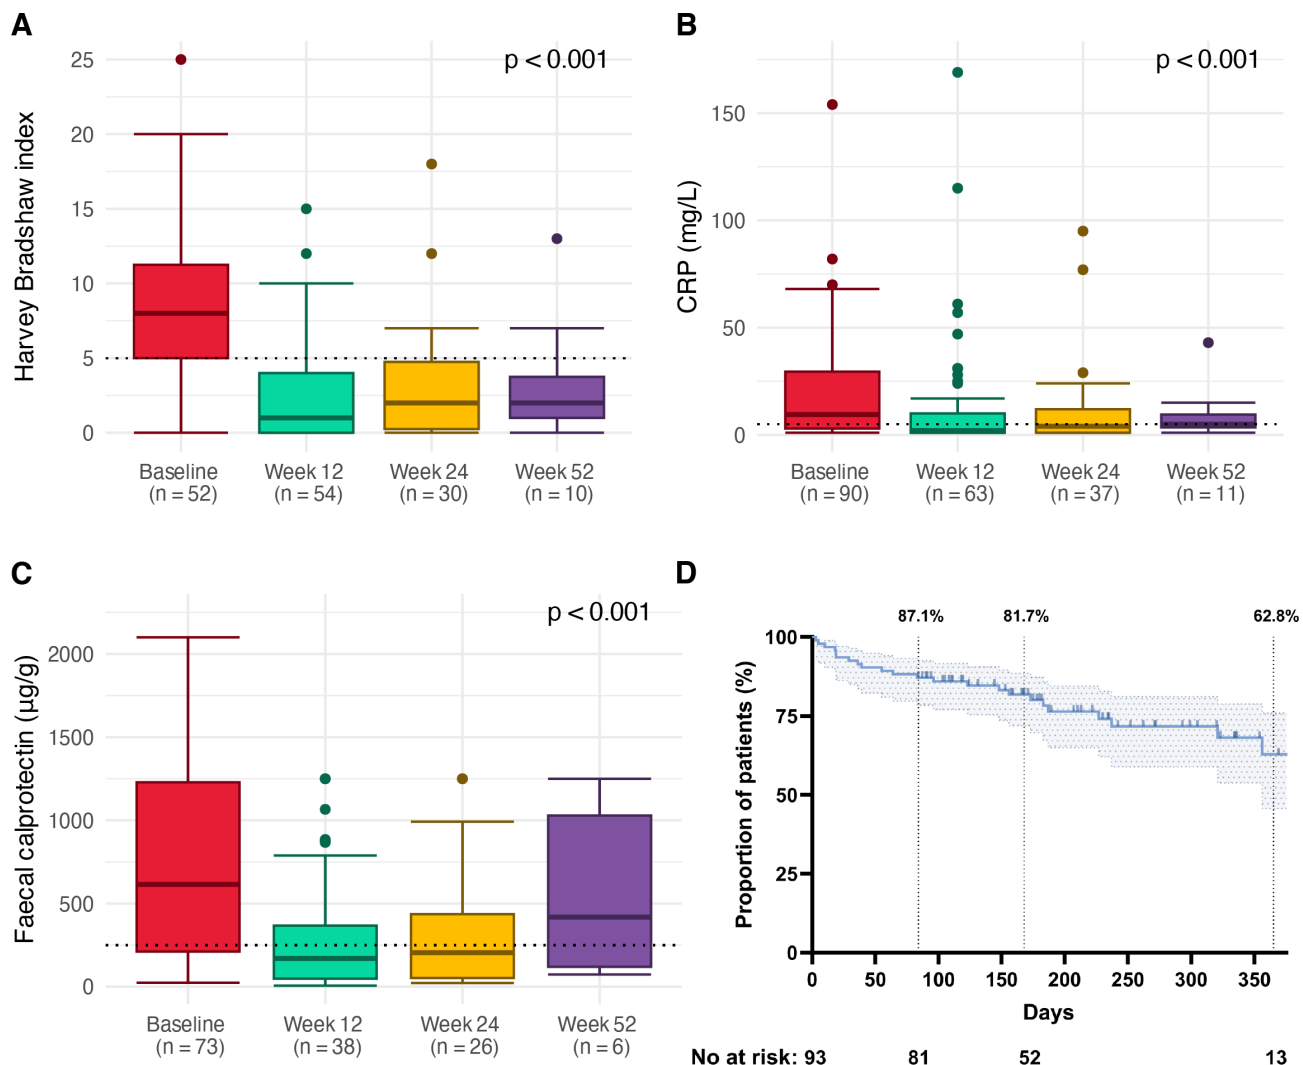 A
p < 0.001
Harvey Bradshaw index
25
20
15
10
5
0
Baseline
(n = 52)
Week 12
(n = 54)
Week 24
(n = 30)
Week 52
(n = 10)
B
p < 0.001
CRP (mg/L)
150
100
50
0
Baseline
(n = 90)
Week 12
(n = 63)
Week 24
(n = 37)
Week 52
(n = 11)
C
p < 0.001
Faecal calprotectin (µg/g)
2000
1500
1000
500
0
Baseline
(n = 73)
Week 12
(n = 38)
Week 24
(n = 26)
Week 52
(n = 6)
D
87.1%
81.7%
62.8%
Proportion of patients (%)
100
75
50
25
0
0 50 100 150 200 250 300 350
Days
No at risk: 93 81 52 13